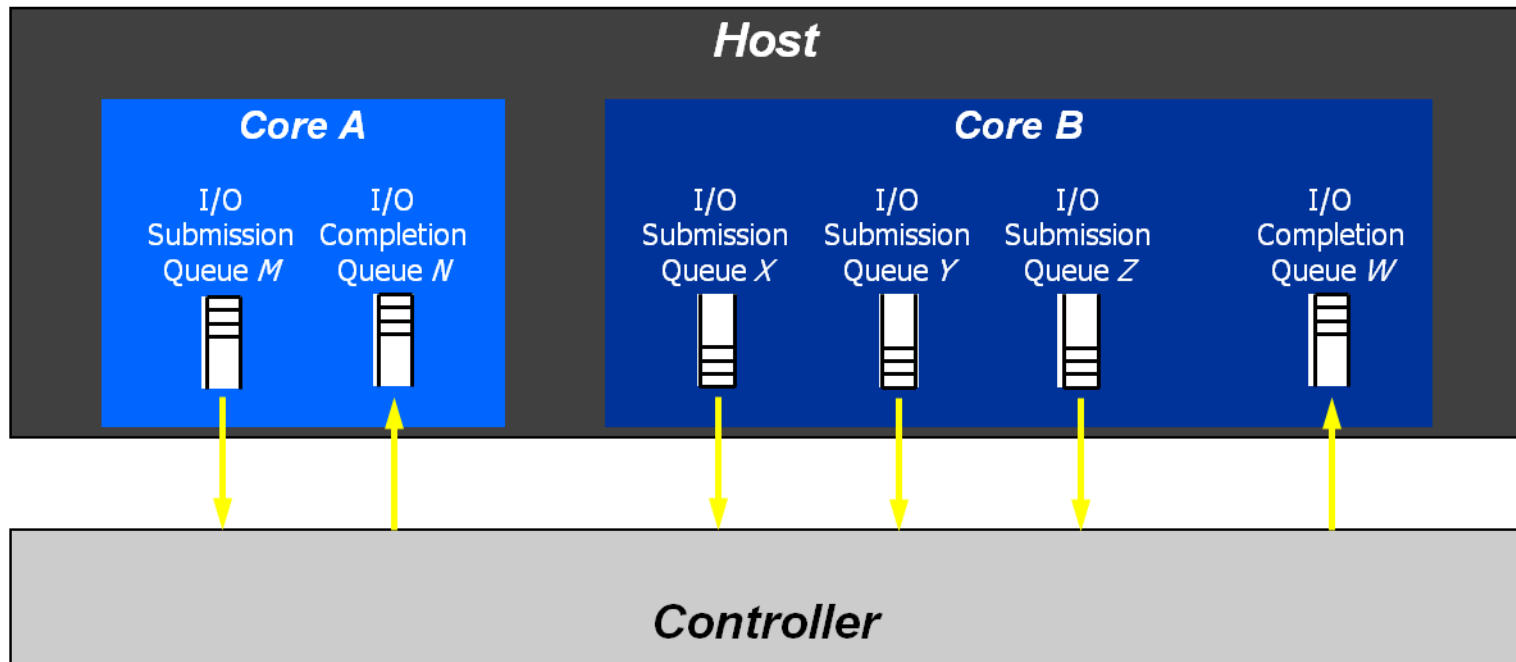 Host
Core A
Core B
I/O
Submission
Queue M
I/O
Completion
Queue N
I/O
Submission
Queue X
I/O
Submission
Queue Y
I/O
Submission
Queue Z
I/O
Completion
Queue W
Controller